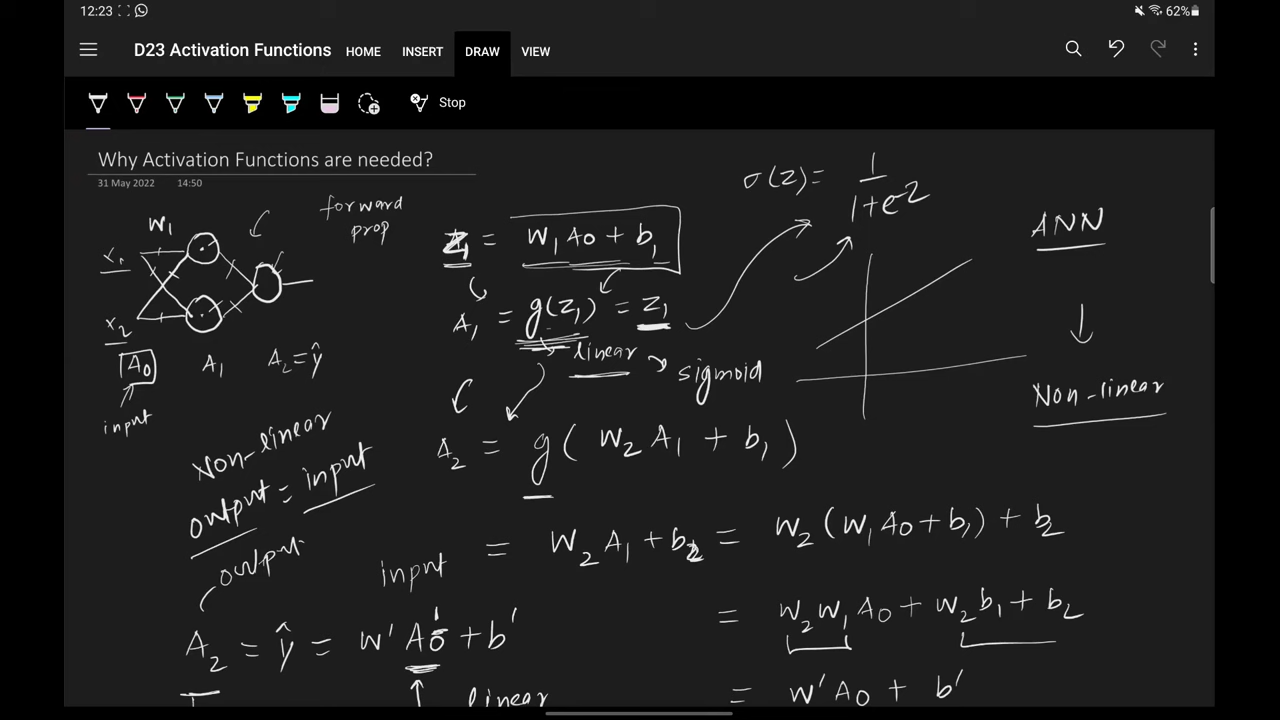 12:23
62%
D23 Activation Functions HOME INSERT DRAW VIEW
Stop
Why Activation Functions are needed?
31 May 2022 14:50
forward
prop
W1
x1
x2
A0 A1 A2 = ŷ
input
Z1 = W1 A0 + b1
A1 = g(Z1) = Z1
linear
sigmoid
σ(z) = 1
1 + e-z
ANN
Non-linear
A2 = g( W2 A1 + b1 )
Non-linear
output = input
= W2 A1 + b2 = W2 (W1 A0 + b1) + b2
output
input
= W2 W1 A0 + W2 b1 + b2
A2 = ŷ = W' A0 + b'
= W' A0 + b'
linear